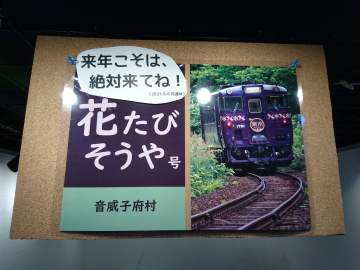 来年こそは、
絶対来てね！
花たび
そうや号
音威子府村